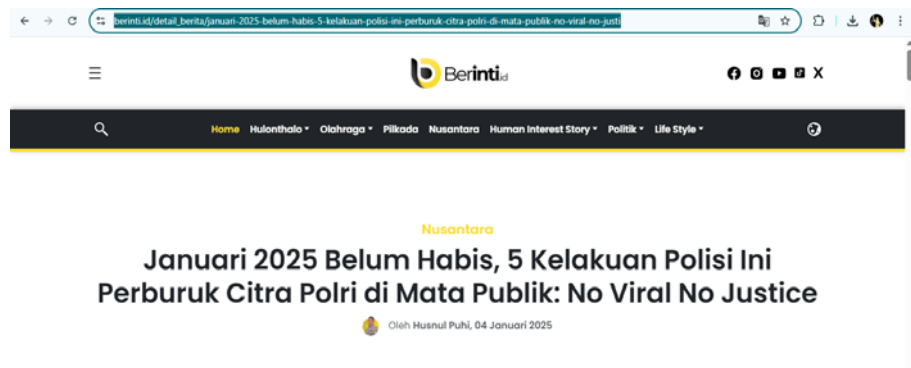 berinti.id/detail_berita/januari-2025-belum-habis-5-kelakuan-polisi-ini-perburuk-citra-polri-di-mata-publik-no-viral-no-justi
Berinti.id
Home Hulonthalo Olahraga Pilkada Nusantara Human Interest Story Politik Life Style
Nusantara
Januari 2025 Belum Habis, 5 Kelakuan Polisi Ini
Perburuk Citra Polri di Mata Publik: No Viral No Justice
Oleh Husnul Puhi, 04 Januari 2025